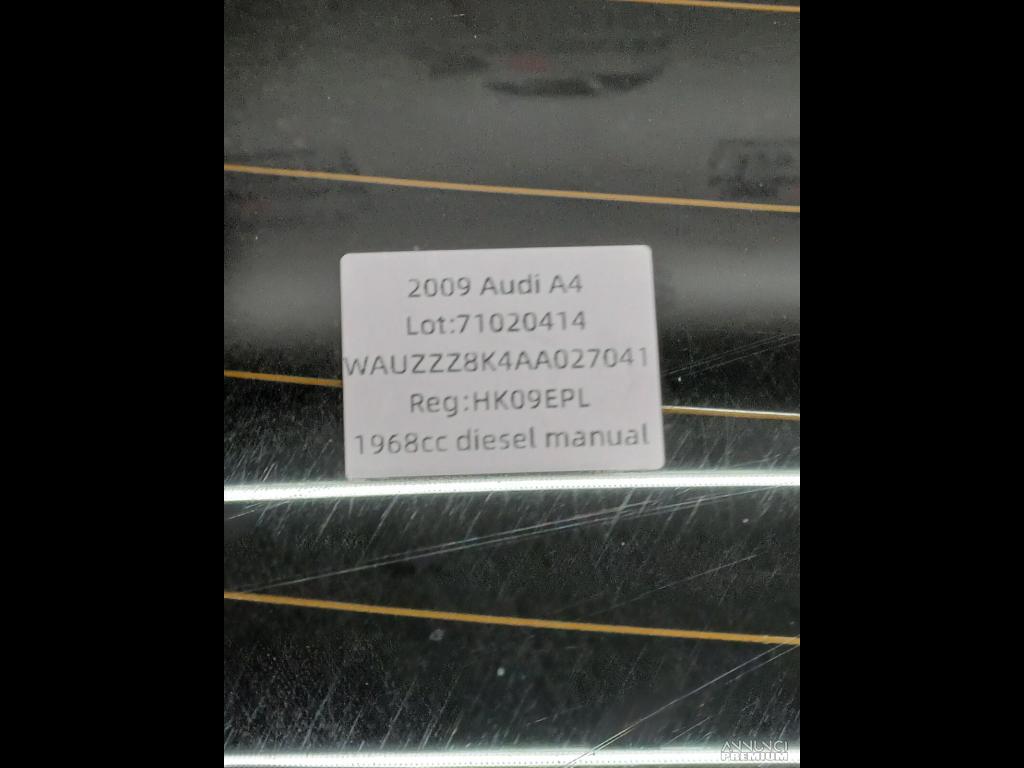 2009 Audi A4
Lot:71020414
WAUZZZ8K4AA027041
Reg:HK09EPL
1968cc diesel manual
ANNUNCI
PREMIUM